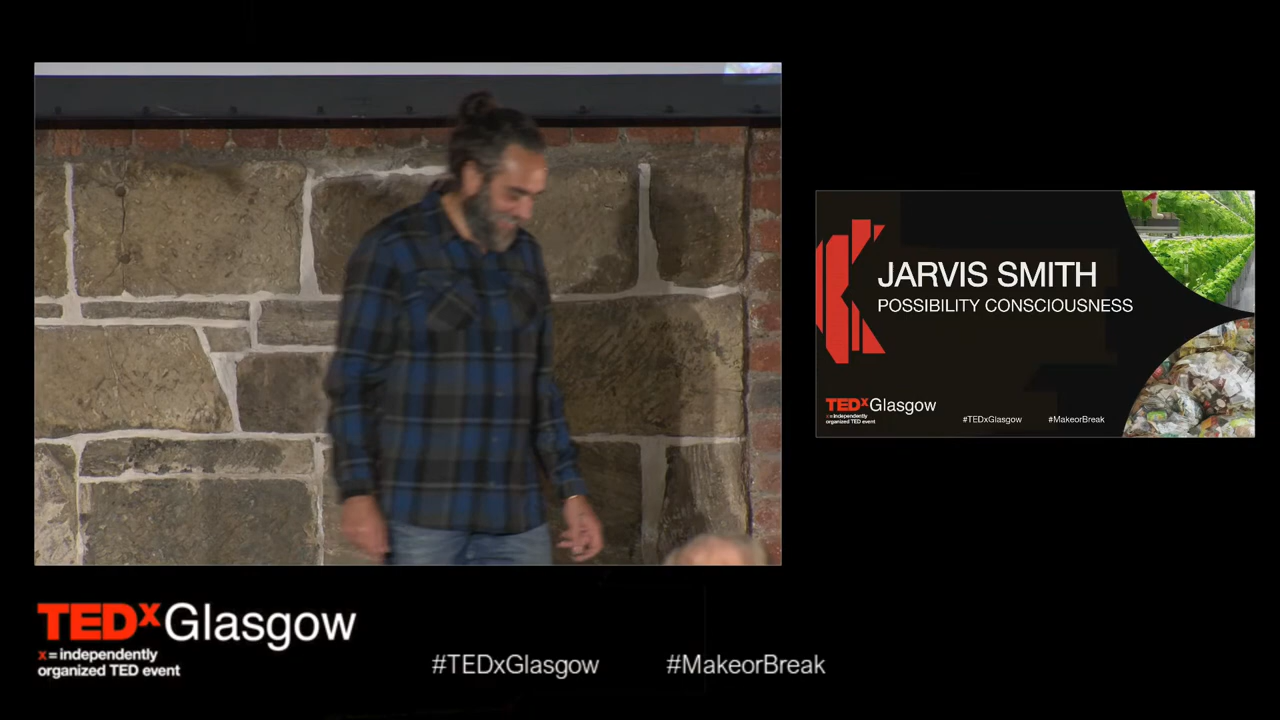 JARVIS SMITH
POSSIBILITY CONSCIOUSNESS
TEDxGlasgow
x=independently
organized TED event
#TEDxGlasgow
#MakeorBreak
TEDxGlasgow
x=independently
organized TED event
#TEDxGlasgow
#MakeorBreak